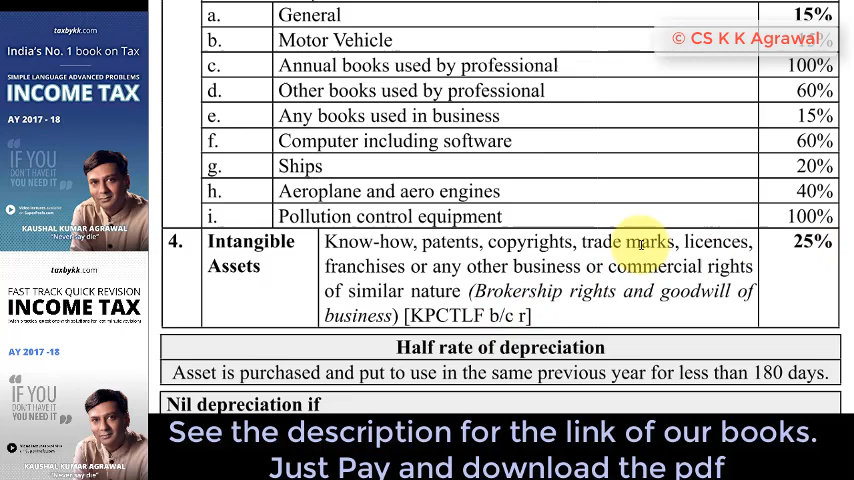 taxbykk.com
India's No. 1 book on Tax
SIMPLE LANGUAGE ADVANCED PROBLEMS
INCOME TAX
AY 2017 - 18
IF YOU
DON'T HAVE IT
YOU NEED IT
KAUSHAL KUMAR AGRAWAL
"Never say die"
taxbykk.com
FAST TRACK QUICK REVISION
INCOME TAX
AY 2017 -18
IF YOU
DON'T HAVE IT
YOU NEED IT
KAUSHAL KUMAR AGRAWAL
"Never say die"
© CS K K Agrawal
a. General 15%
b. Motor Vehicle 15%
c. Annual books used by professional 100%
d. Other books used by professional 60%
e. Any books used in business 15%
f. Computer including software 60%
g. Ships 20%
h. Aeroplane and aero engines 40%
i. Pollution control equipment 100%
4. Intangible Know-how, patents, copyrights, trade marks, licences, 25%
Assets franchises or any other business or commercial rights
of similar nature (Brokership rights and goodwill of
business) [KPCTLF b/c r]
Half rate of depreciation
Asset is purchased and put to use in the same previous year for less than 180 days.
Nil depreciation if
See the description for the link of our books.
Just Pay and download the pdf